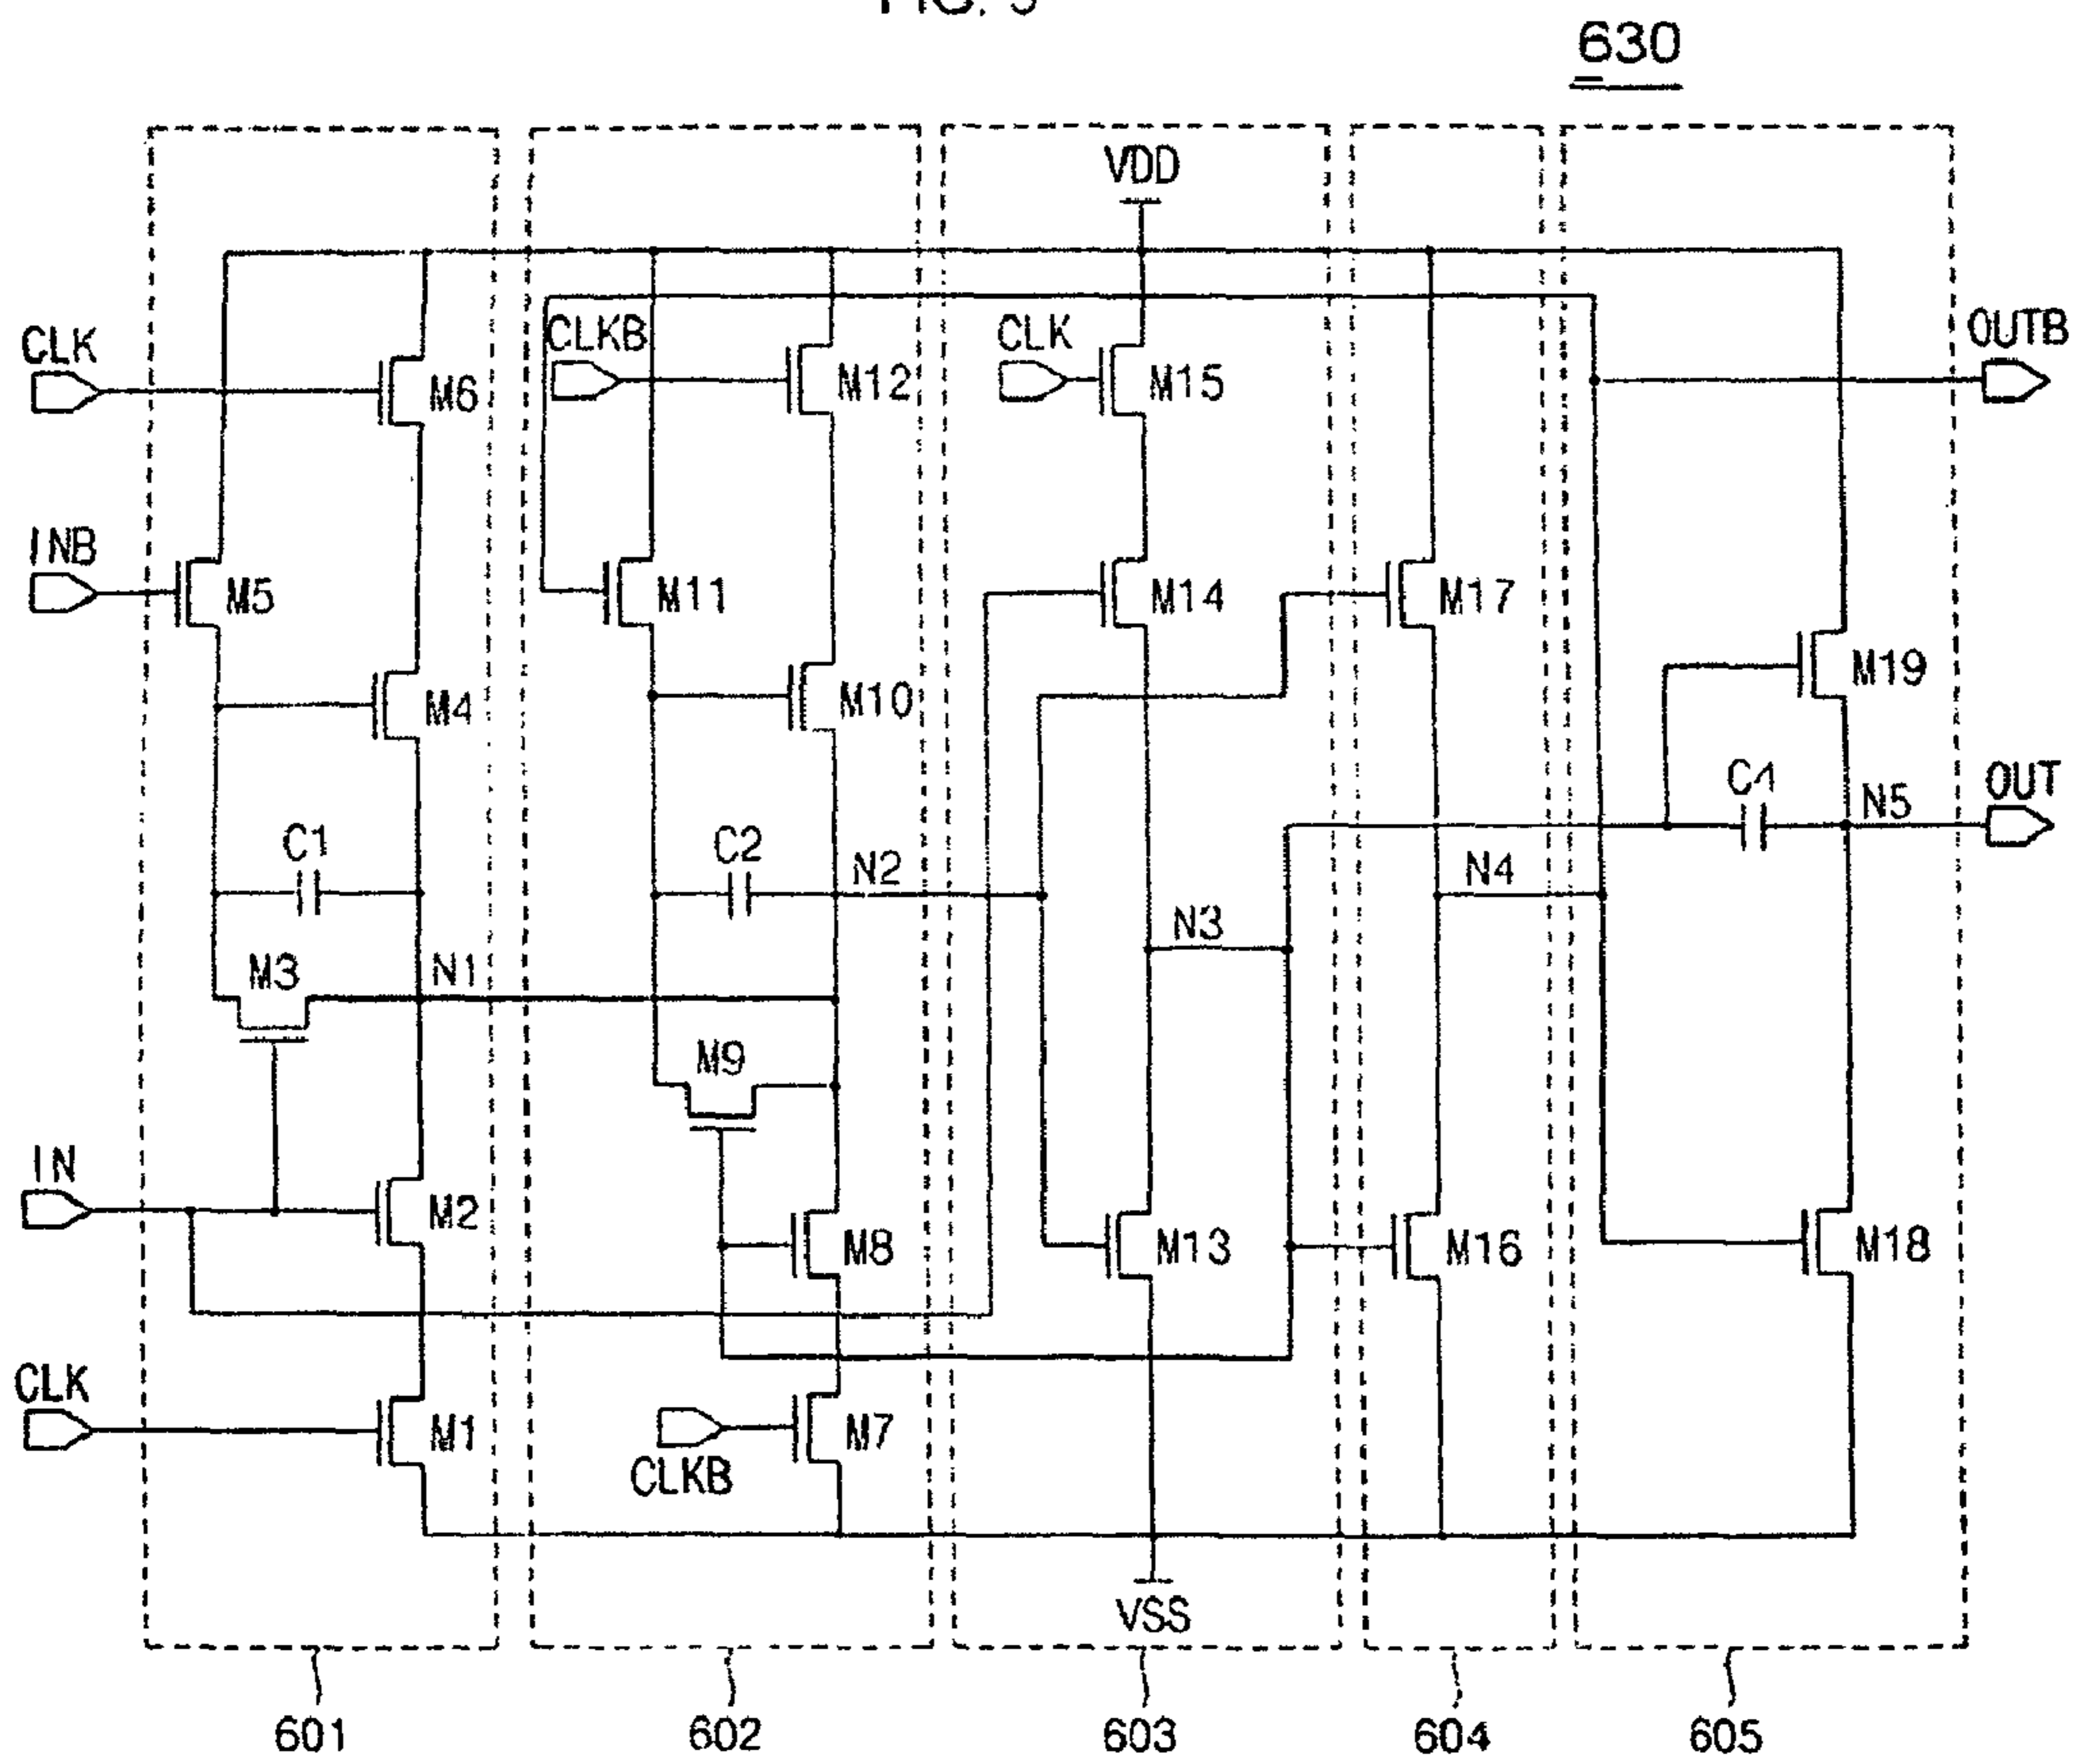 630
VDD
CLK
CLKB
CLK
OUTB
M6
M12
M15
INB
M5
M11
M14
M17
M4
M10
M19
C1
C2
N2
N4
C4
N5
OUT
M3
N1
N3
M9
IN
M2
M8
M13
M16
M18
CLK
M1
M7
CLKB
VSS
601
602
603
604
605